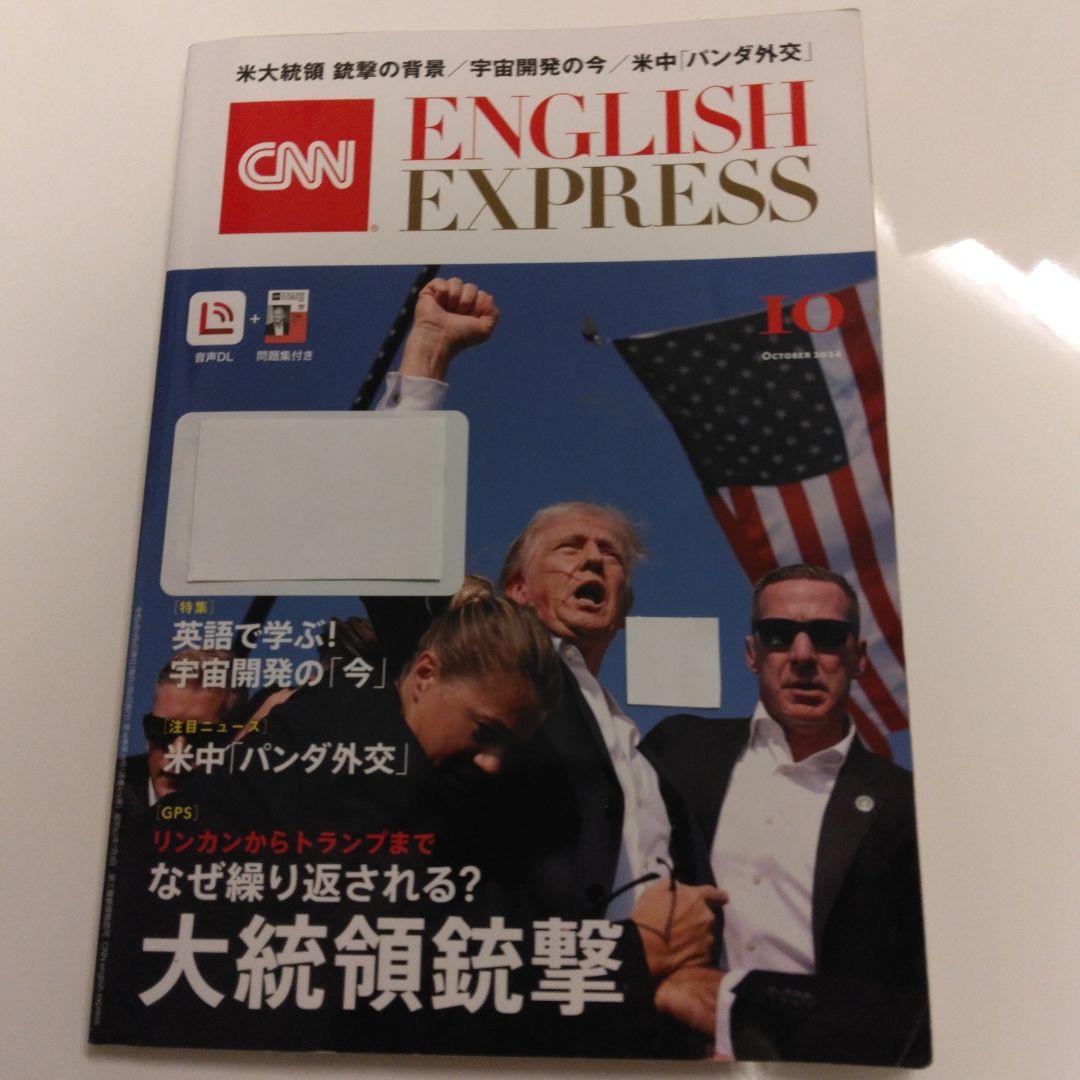 米大統領 銃撃の背景／宇宙開発の今／米中「パンダ外交」
CNN®
ENGLISH
EXPRESS
10
OCTOBER 2024
+
音声DL
問題集付き
［特集］
英語で学ぶ!
宇宙開発の「今」
［注目ニュース］
米中「パンダ外交」
［GPS］
リンカンからトランプまで
なぜ繰り返される?
大統領銃撃